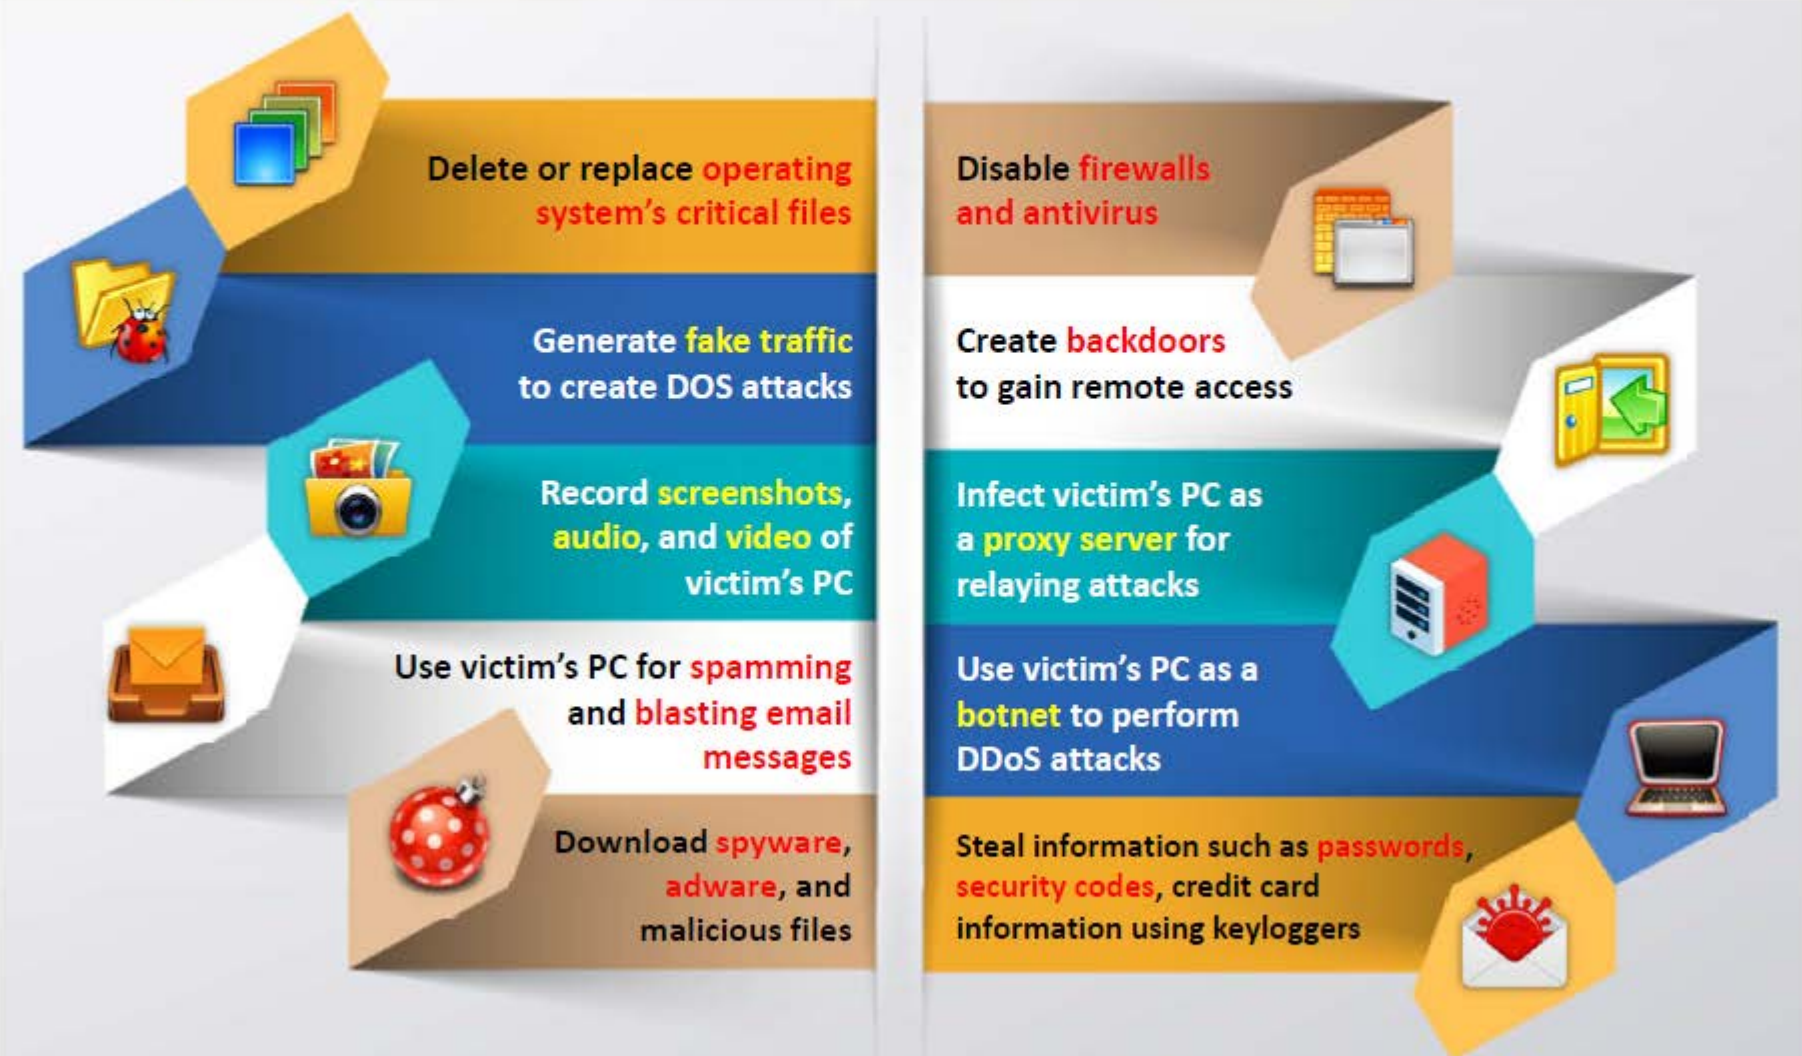 Delete or replace operating
system's critical files
Generate fake traffic
to create DOS attacks
Record screenshots,
audio, and video of
victim's PC
Use victim's PC for spamming
and blasting email
messages
Download spyware,
adware, and
malicious files
Disable firewalls
and antivirus
Create backdoors
to gain remote access
Infect victim's PC as
a proxy server for
relaying attacks
Use victim's PC as a
botnet to perform
DDoS attacks
Steal information such as passwords,
security codes, credit card
information using keyloggers